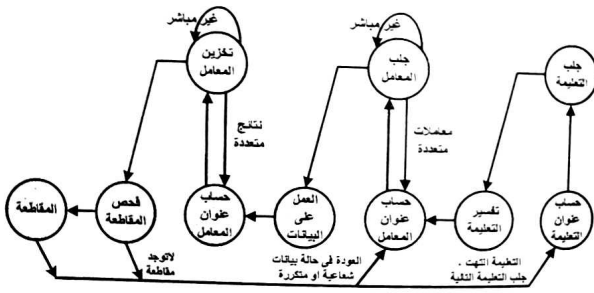 غير مباشر
غير مباشر
تخزين
المعامل
جلب
المعامل
جلب
التعليمة
نتائج
متعددة
معاملات
متعددة
المقاطعة
فحص
المقاطعة
حساب
عنوان
المعامل
العمل
على
البيانات
حساب
عنوان
المعامل
تفسير
التعليمة
حساب
عنوان
التعليمة
لاتوجد
مقاطعة
العودة في حالة بيانات
شعاعية او متكررة
التعليمة انتهت .
جلب التعليمة التالية